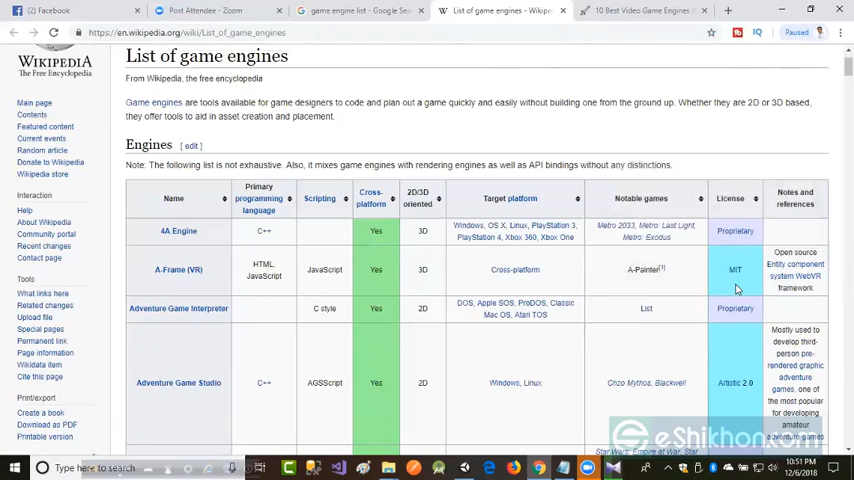 Facebook
Post Attendee - Zoom
game engine list - Google Sea
List of game engines - Wikipe
10 Best Video Game Engines |
https://en.wikipedia.org/wiki/List_of_game_engines
Paused
WIKIPEDIA
The Free Encyclopedia
Main page
Contents
Featured content
Current events
Random article
Donate to Wikipedia
Wikipedia store
Interaction
Help
About Wikipedia
Community portal
Recent changes
Contact page
Tools
What links here
Related changes
Upload file
Special pages
Permanent link
Page information
Wikidata item
Cite this page
Print/export
Create a book
Download as PDF
Printable version
List of game engines
From Wikipedia, the free encyclopedia
Game engines are tools available for game designers to code and plan out a game quickly and easily without building one from the ground up. Whether they are 2D or 3D based,
they offer tools to aid in asset creation and placement.
Engines [ edit ]
Note: The following list is not exhaustive. Also, it mixes game engines with rendering engines as well as API bindings without any distinctions.
Name Primary programming language Scripting Cross-platform 2D/3D oriented Target platform Notable games License Notes and references
4A Engine C++ Yes 3D Windows, OS X, Linux, PlayStation 3, PlayStation 4, Xbox 360, Xbox One Metro 2033, Metro: Last Light, Metro: Exodus Proprietary
A-Frame (VR) HTML, JavaScript JavaScript Yes 3D Cross-platform A-Painter[1] MIT Open source Entity component system WebVR framework
Adventure Game Interpreter C style Yes 2D DOS, Apple SOS, ProDOS, Classic Mac OS, Atari TOS List Proprietary
Adventure Game Studio C++ AGSScript Yes 2D Windows, Linux Chzo Mythos, Blackwell Artistic 2.0 Mostly used to develop third-person pre-rendered graphic adventure games, one of the most popular for developing amateur adventure games
Star Wars: Empire at War, Star
eShikhon.com
Type here to search
10:51 PM
12/6/2018